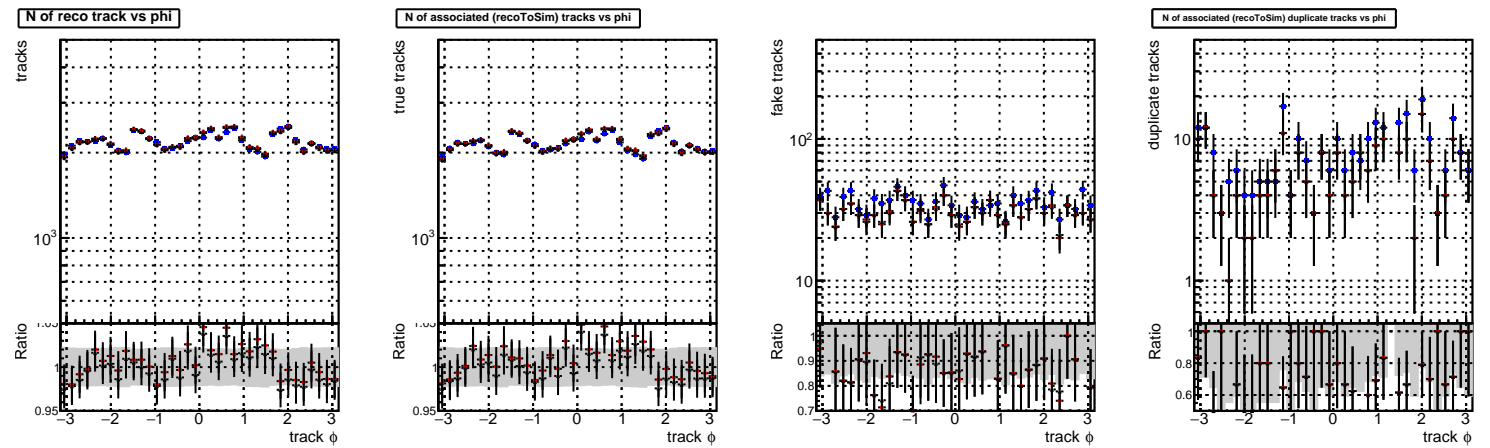 N of reco track vs phi
tracks
10³
Ratio
1
0.95
−3 −2 −1 0 1 2 3
track ϕ
N of associated (recoToSim) tracks vs phi
true tracks
10³
Ratio
1
0.95
−3 −2 −1 0 1 2 3
track ϕ
fake tracks
10²
10
Ratio
1
0.9
0.8
0.7
−3 −2 −1 0 1 2 3
track ϕ
N of associated (recoToSim) duplicate tracks vs phi
duplicate tracks
10
1
Ratio
1
0.8
0.6
−3 −2 −1 0 1 2 3
track ϕ